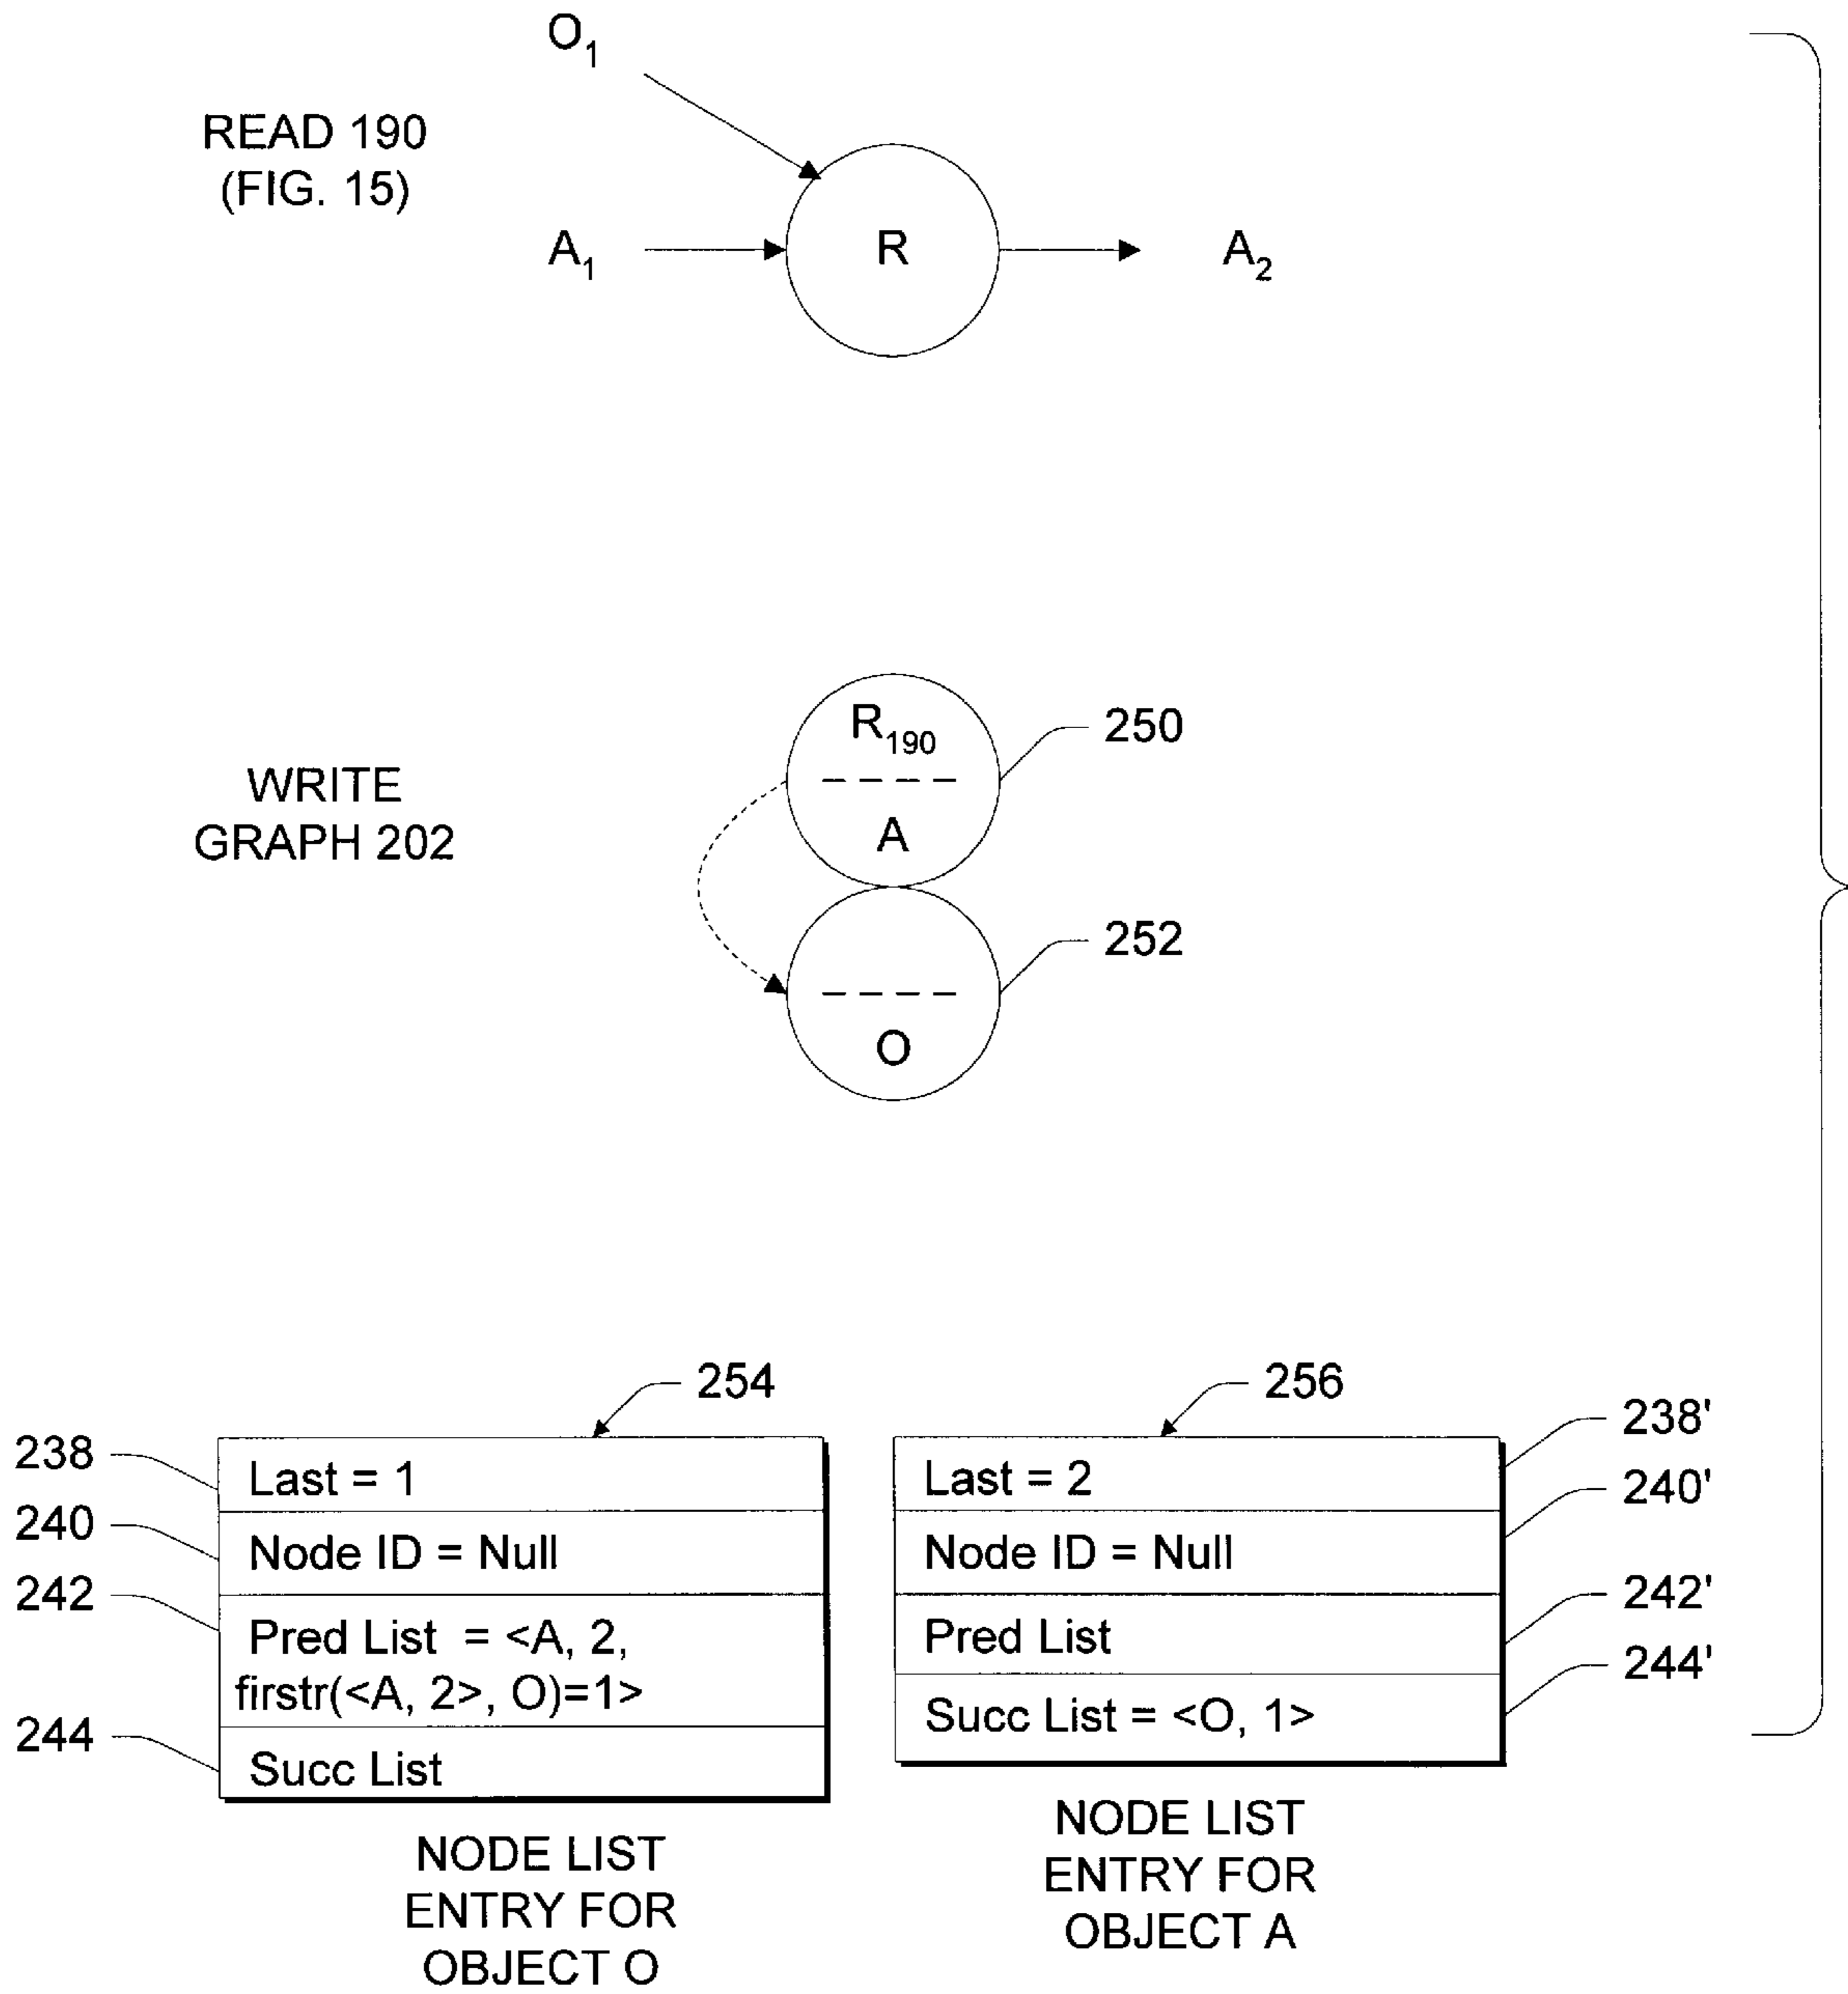 O1
READ 190
(FIG. 15)
A1
R
A2
R190
250
WRITE
GRAPH 202
A
252
O
254
256
238
Last = 1
Last = 2
238'
240
Node ID = Null
Node ID = Null
240'
242
Pred List = <A, 2,
firstr(<A, 2>, O)=1>
Pred List
242'
244
Succ List
Succ List = <O, 1>
244'
NODE LIST
ENTRY FOR
OBJECT O
NODE LIST
ENTRY FOR
OBJECT A